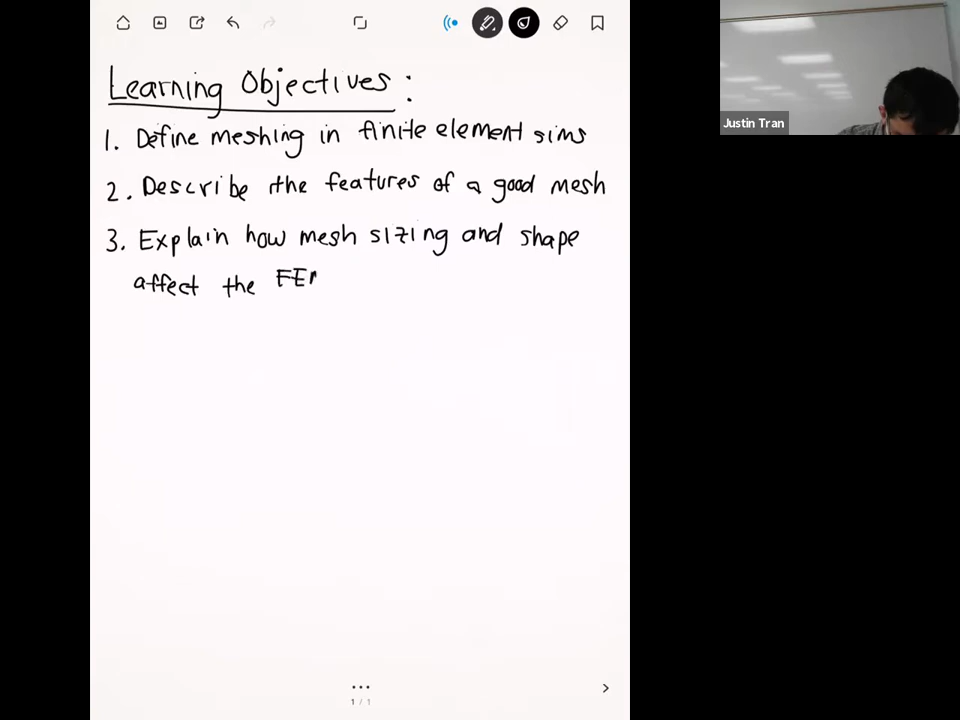 Learning Objectives:
1. Define meshing in finite element sims
2. Describe the features of a good mesh
3. Explain how mesh sizing and shape
affect the
Justin Tran
1 / 1